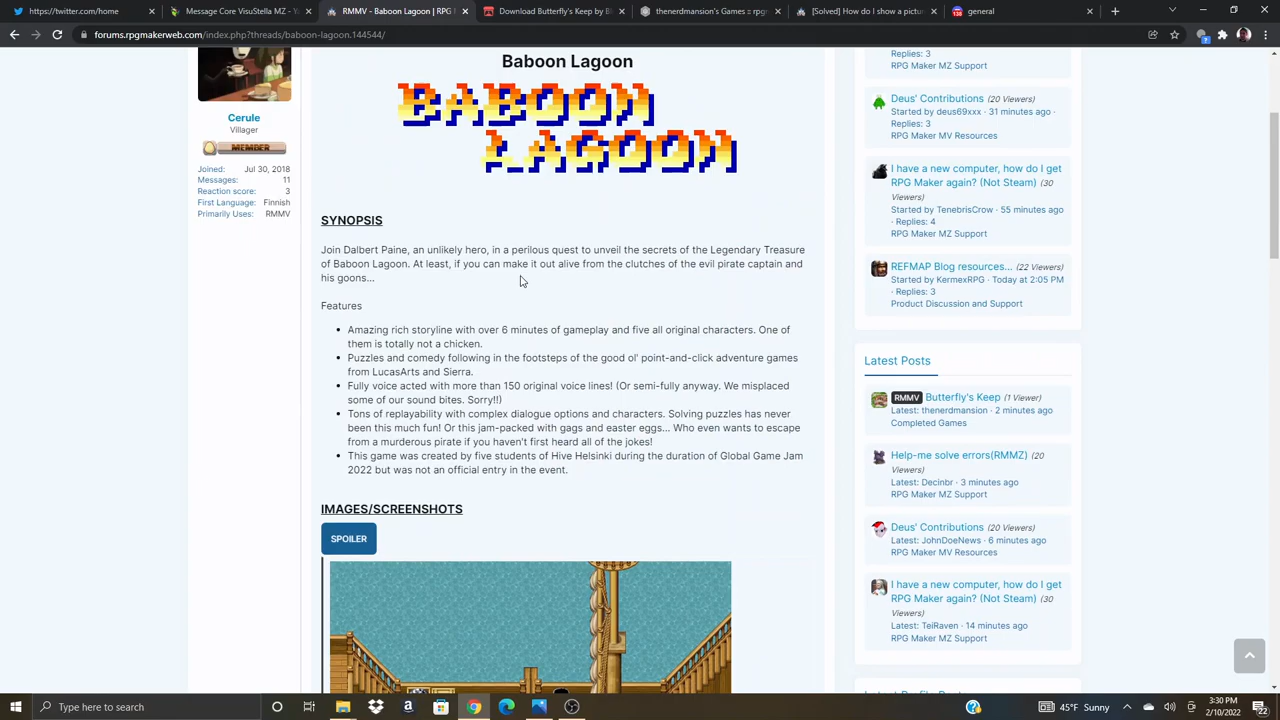 https://twitter.com/home
Message Core VisuMZ Issues
Baboon Lagoon | RPG
Download Butterfly's Keep by Bl
thenerdmansion's Games :: rpg
[Solved] How do I show an image
general
forums.rpgmakerweb.com/index.php?threads/baboon-lagoon.144544/
Cerule
Villager
MEMBER
Joined: Jul 30, 2018
Messages: 11
Reaction score: 3
First Language: Finnish
Primarily Uses: RMMV
Baboon Lagoon
BABOON
LAGOON
SYNOPSIS
Join Dalbert Paine, an unlikely hero, in a perilous quest to unveil the secrets of the Legendary Treasure
of Baboon Lagoon. At least, if you can make it out alive from the clutches of the evil pirate captain and
his goons...
Features
Amazing rich storyline with over 6 minutes of gameplay and five all original characters. One of
them is totally not a chicken.
Puzzles and comedy following in the footsteps of the good ol' point-and-click adventure games
from LucasArts and Sierra.
Fully voice acted with more than 150 original voice lines! (Or semi-fully anyway. We misplaced
some of our sound bites. Sorry!!)
Tons of replayability with complex dialogue options and characters. Solving puzzles has never
been this much fun! Or this jam-packed with gags and easter eggs... Who even wants to escape
from a murderous pirate if you haven't first heard all of the jokes!
This game was created by five students of Hive Helsinki during the duration of Global Game Jam
2022 but was not an official entry in the event.
IMAGES/SCREENSHOTS
SPOILER
Replies: 3
RPG Maker MZ Support
Deus' Contributions (20 Viewers)
Started by deus69xxx · 31 minutes ago ·
Replies: 3
RPG Maker MV Resources
I have a new computer, how do I get
RPG Maker again? (Not Steam) (30
Viewers)
Started by TenebrisCrow · 55 minutes ago
· Replies: 4
RPG Maker MV Support
REFMAP Blog resources... (22 Viewers)
Started by KermexRPG · Today at 2:05 PM
· Replies: 3
Product Discussion and Support
Latest Posts
RMMV Butterfly's Keep (1 Viewer)
Latest: thenerdmansion · 2 minutes ago
Completed Games
Help-me solve errors(RMMZ) (20
Viewers)
Latest: Decinbr · 3 minutes ago
RPG Maker MZ Support
Deus' Contributions (20 Viewers)
Latest: JohnDoeNews · 6 minutes ago
RPG Maker MV Resources
I have a new computer, how do I get
RPG Maker again? (Not Steam) (30
Viewers)
Latest: TeiRaven · 14 minutes ago
RPG Maker MZ Support
Type here to search
45°F Sunny
3:30 PM
2/10/2022